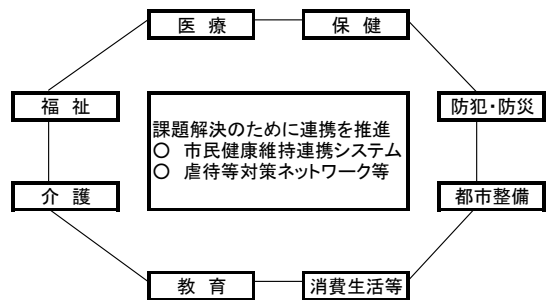 医 療
保 健
福 祉
防犯・防災
課題解決のために連携を推進
○ 市民健康維持連携システム
○ 虐待等対策ネットワーク等
介 護
都市整備
教 育
消費生活等